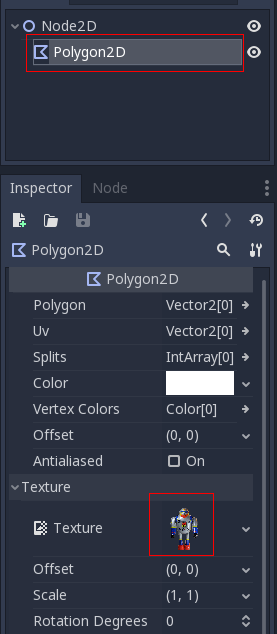 Node2D
Polygon2D
Inspector Node
Polygon2D
Polygon2D
Polygon Vector2[0]
Uv Vector2[0]
Splits IntArray[0]
Color
Vertex Colors Color[0]
Offset (0, 0)
Antialiased On
Texture
Texture
Offset (0, 0)
Scale (1, 1)
Rotation Degrees 0